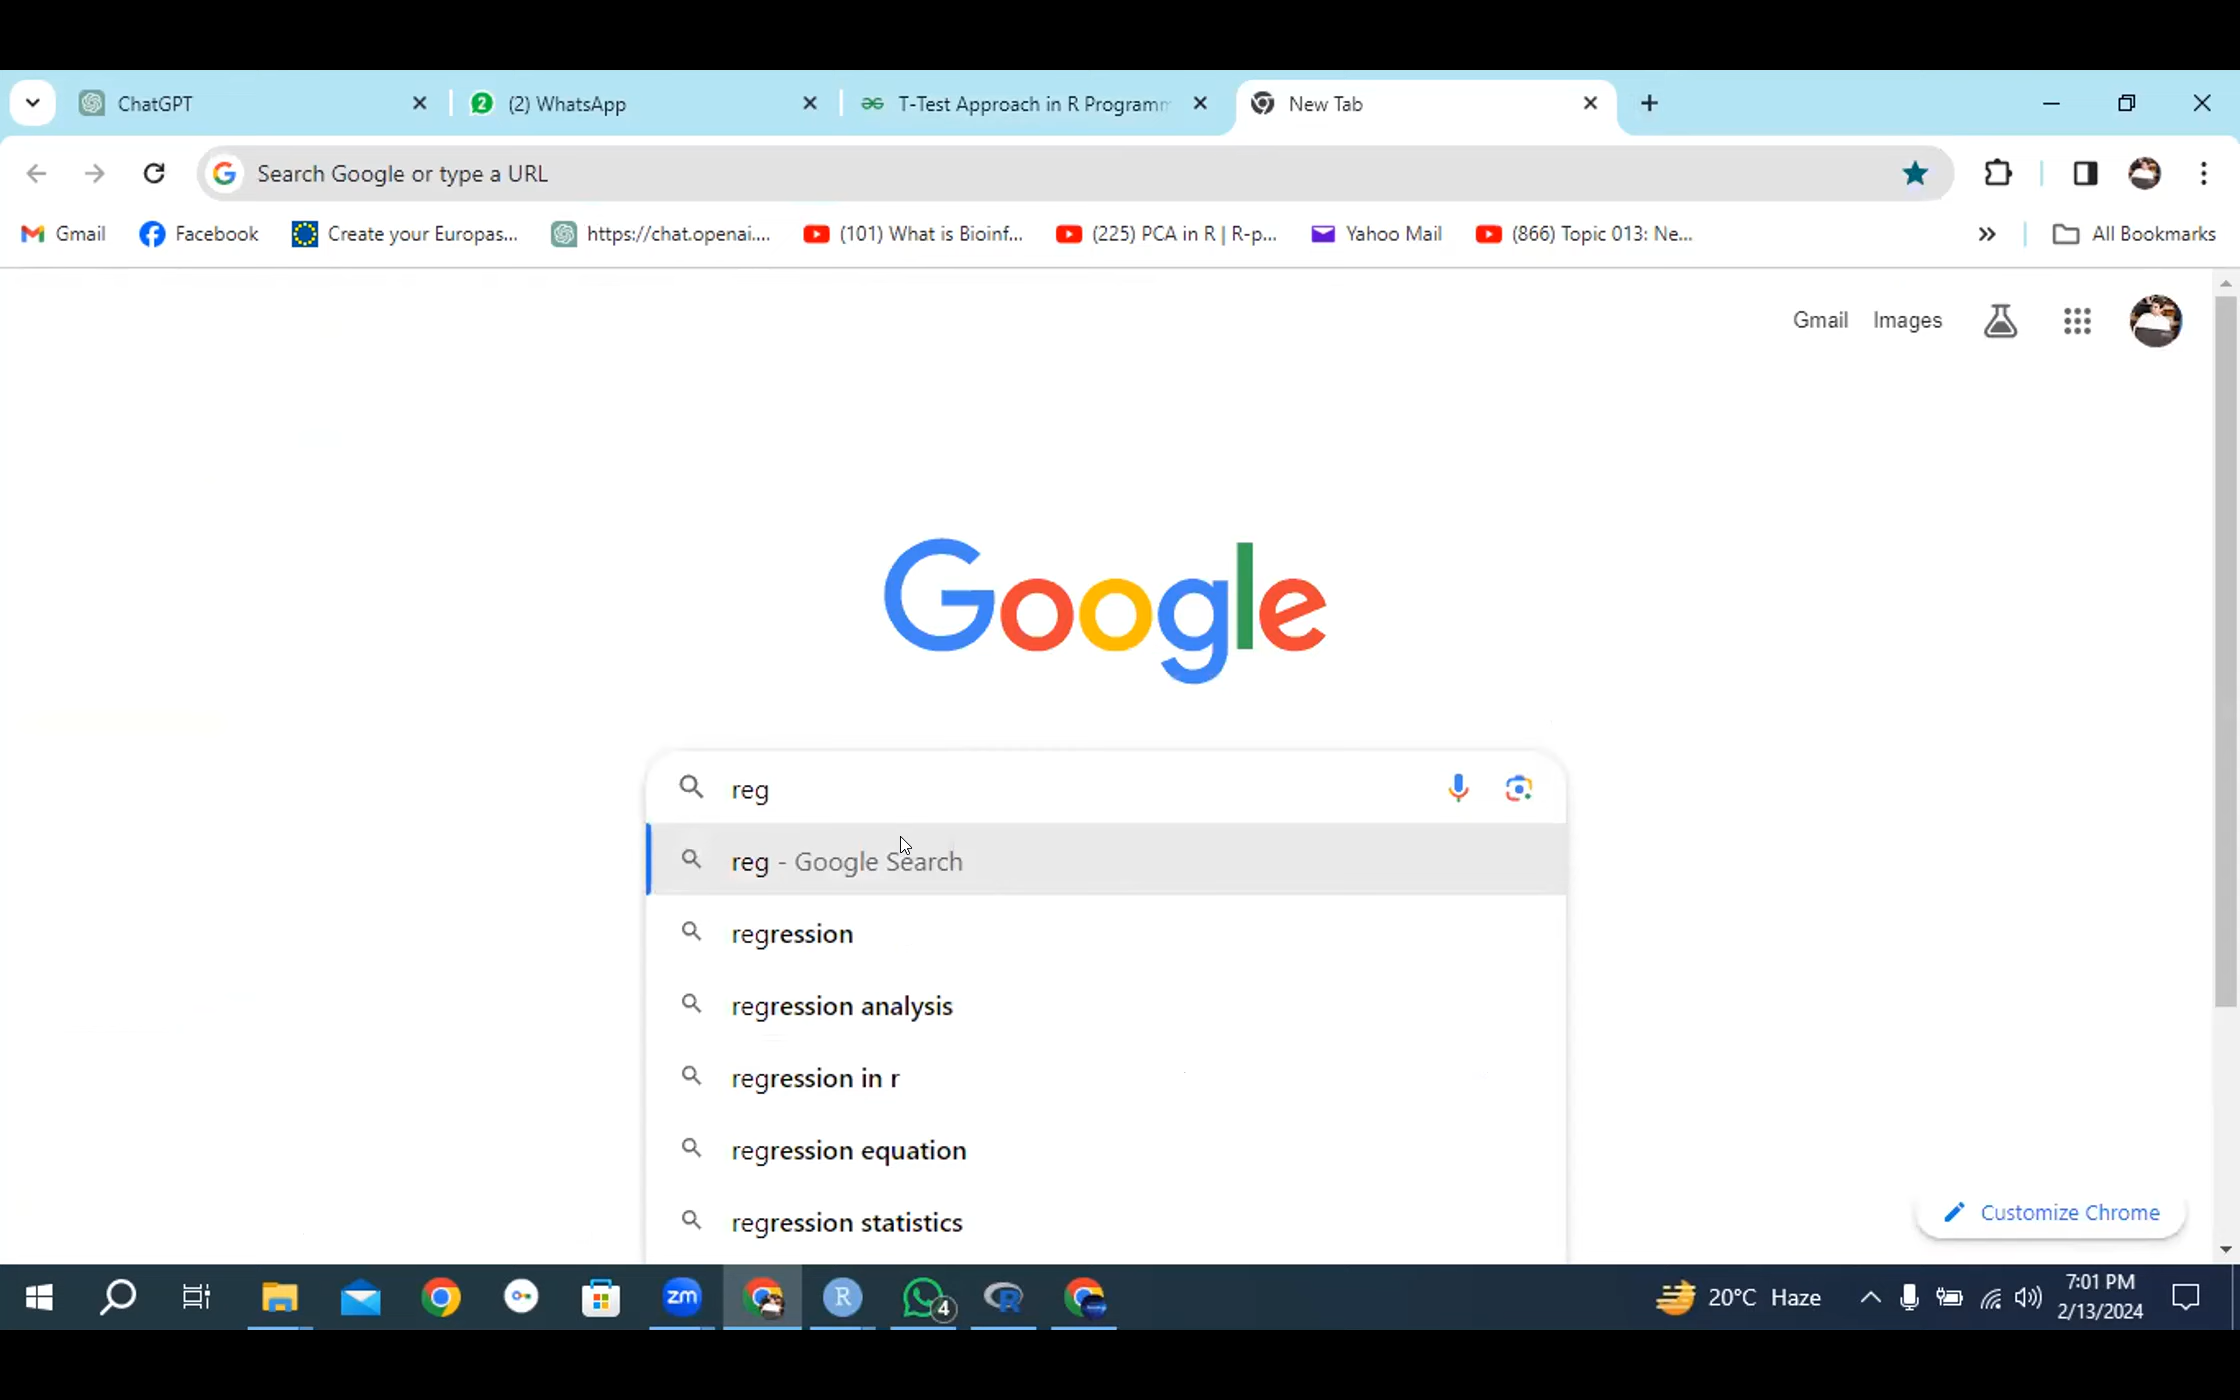 ChatGPT
2 (2) WhatsApp
T-Test Approach in R Programm
New Tab
Search Google or type a URL
Gmail
Facebook
Create your Europas...
https://chat.openai....
(101) What is Bioinf...
(225) PCA in R | R-p...
Yahoo Mail
(866) Topic 013: Ne...
All Bookmarks
Gmail Images
Google
reg
reg - Google Search
regression
regression analysis
regression in r
regression equation
regression statistics
Customize Chrome
zm
R
4
R
20°C Haze
7:01 PM
2/13/2024